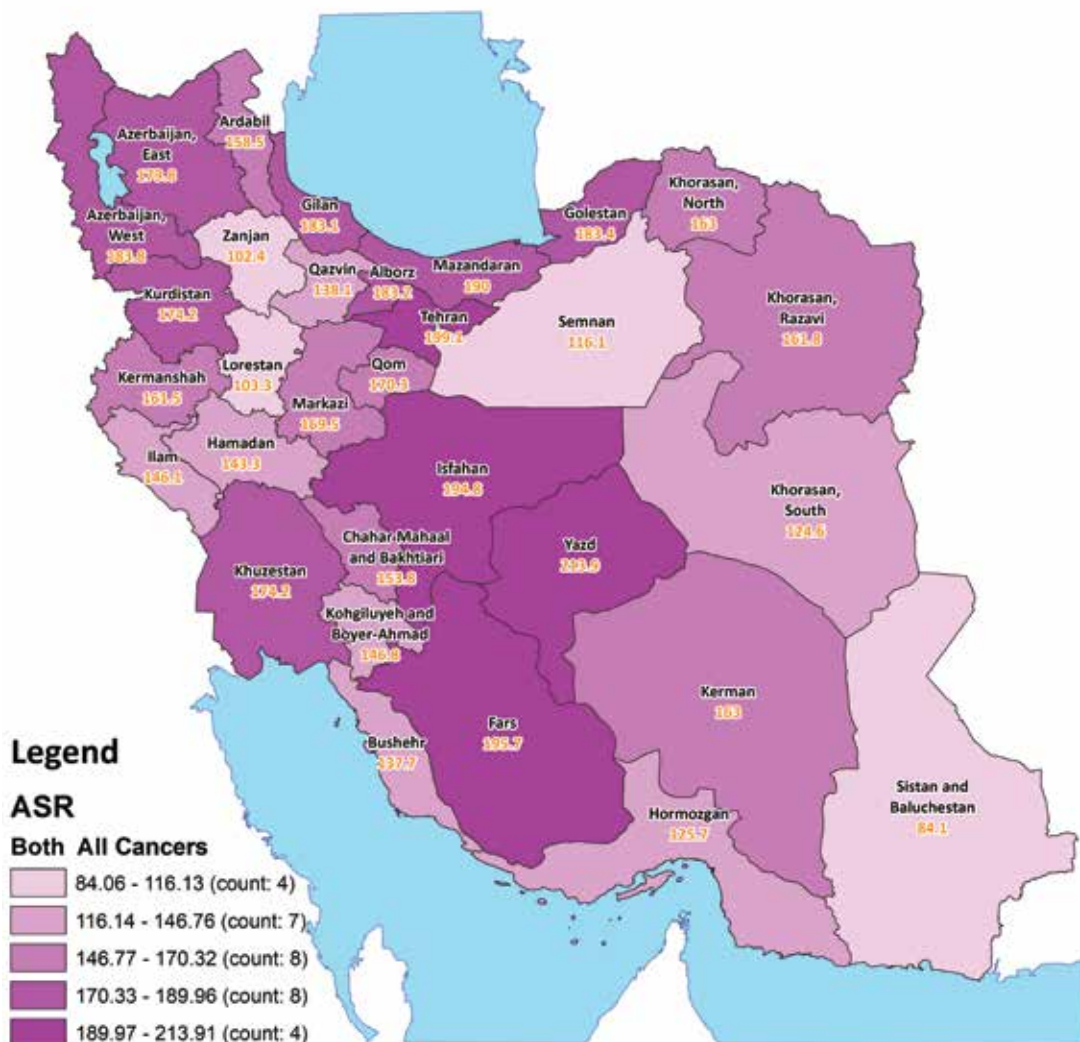 Ardabil
158.5
Azerbaijan,
East
179.8
Khorasan,
North
163
Gilan
183.1
Golestan
183.4
Azerbaijan,
West
183.8
Zanjan
102.4
Qazvin
138.1
Alborz
183.2
Mazandaran
190
Kurdistan
174.2
Khorasan,
Razavi
161.8
Tehran
199.1
Semnan
116.1
Kermanshah
Lorestan
103.3
Qom
170.3
Markazi
169.5
Hamadan
143.3
Ilam
146.1
Isfahan
194.8
Khorasan,
South
124.6
Chahar-Mahaal
and Bakhtiari
153.8
Yazd
213.9
Khuzestan
174.2
Kohgiluyeh and
Boyer-Ahmad
146.8
Kerman
163
Fars
195.7
Bushehr
137.7
Sistan and
Baluchestan
84.1
Hormozgan
125.7
Legend
ASR
Both All Cancers
84.06 - 116.13 (count: 4)
116.14 - 146.76 (count: 7)
146.77 - 170.32 (count: 8)
170.33 - 189.96 (count: 8)
189.97 - 213.91 (count: 4)